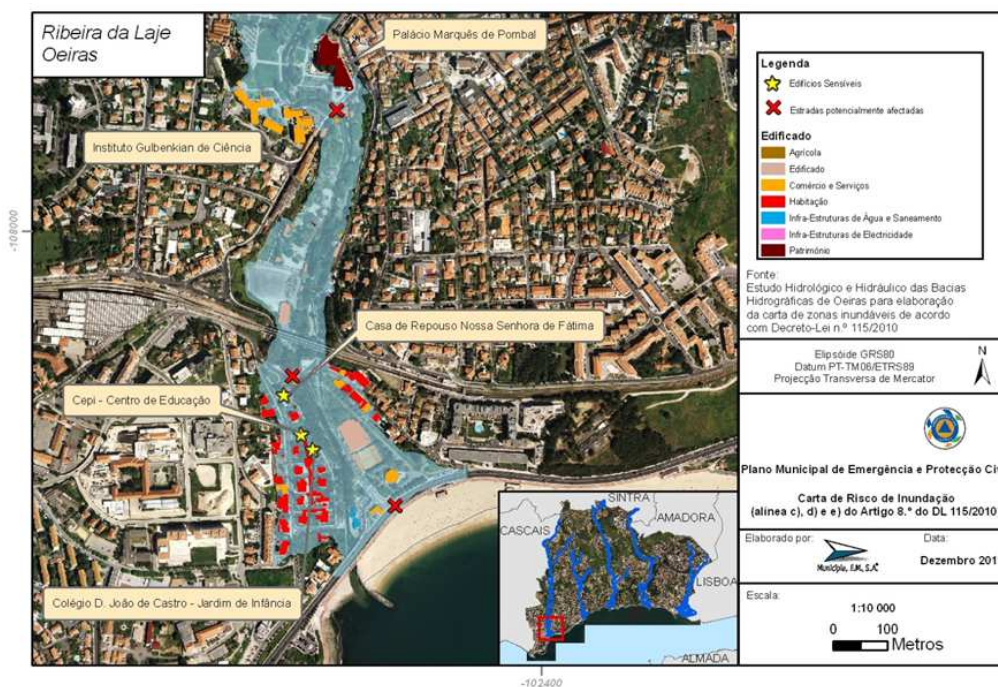 Ribeira da Laje
Oeiras
Palácio Marquês de Pombal
Instituto Gulbenkian de Ciência
Casa de Repouso Nossa Senhora de Fátima
Cepi - Centro de Educação
Colégio D. João de Castro - Jardim de Infância
-108000
-102400
SINTRA
CASCAIS
AMADORA
LISBOA
ALMADA
Legenda
Edifícios Sensíveis
Estradas potencialmente afectadas
Edificado
Agrícola
Edificado
Comércio e Serviços
Habitação
Infra-Estruturas de Água e Saneamento
Infra-Estruturas de Electricidade
Património
Fonte:
Estudo Hidrológico e Hidráulico das Bacias
Hidrográficas de Oeiras para elaboração
da carta de zonas inundáveis de acordo
com Decreto-Lei n.º 115/2010
Elipsóide GRS80
Datum PT-TM06/ETRS89
Projecção Transversa de Mercator
N
Plano Municipal de Emergência e Protecção Civ
Carta de Risco de Inundação
(alínea c), d) e e) do Artigo 8.º do DL 115/2010
Elaborado por:
Municípia, E.M., S.A.
Data:
Dezembro 201
Escala:
1:10 000
0 100
Metros